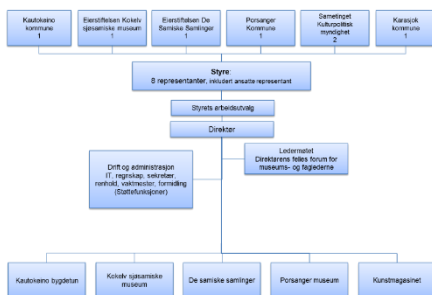 Kautokeino
kommune
1
Eierstiftelsen Kokelv
sjøsamiske museum
1
Eierstiftelsen De
Samiske Samlinger
1
Porsanger
Kommune
1
Sametinget
Kulturpolitisk
myndighet
2
Karasjok
kommune
1
Styre:
8 representanter, inkludert ansatte representant
Styrets arbeidsutvalg
Direktør
Ledermøtet
Direktørens felles forum for
museums- og faglederne
Drift og administrasjon
IT, regnskap, sekretær,
renhold, vaktmester, formidling
(Støttefunksjoner)
Kautokeino bygdetun
Kokelv sjøsamiske
museum
De samiske samlinger
Porsanger museum
Kunstmagasinet